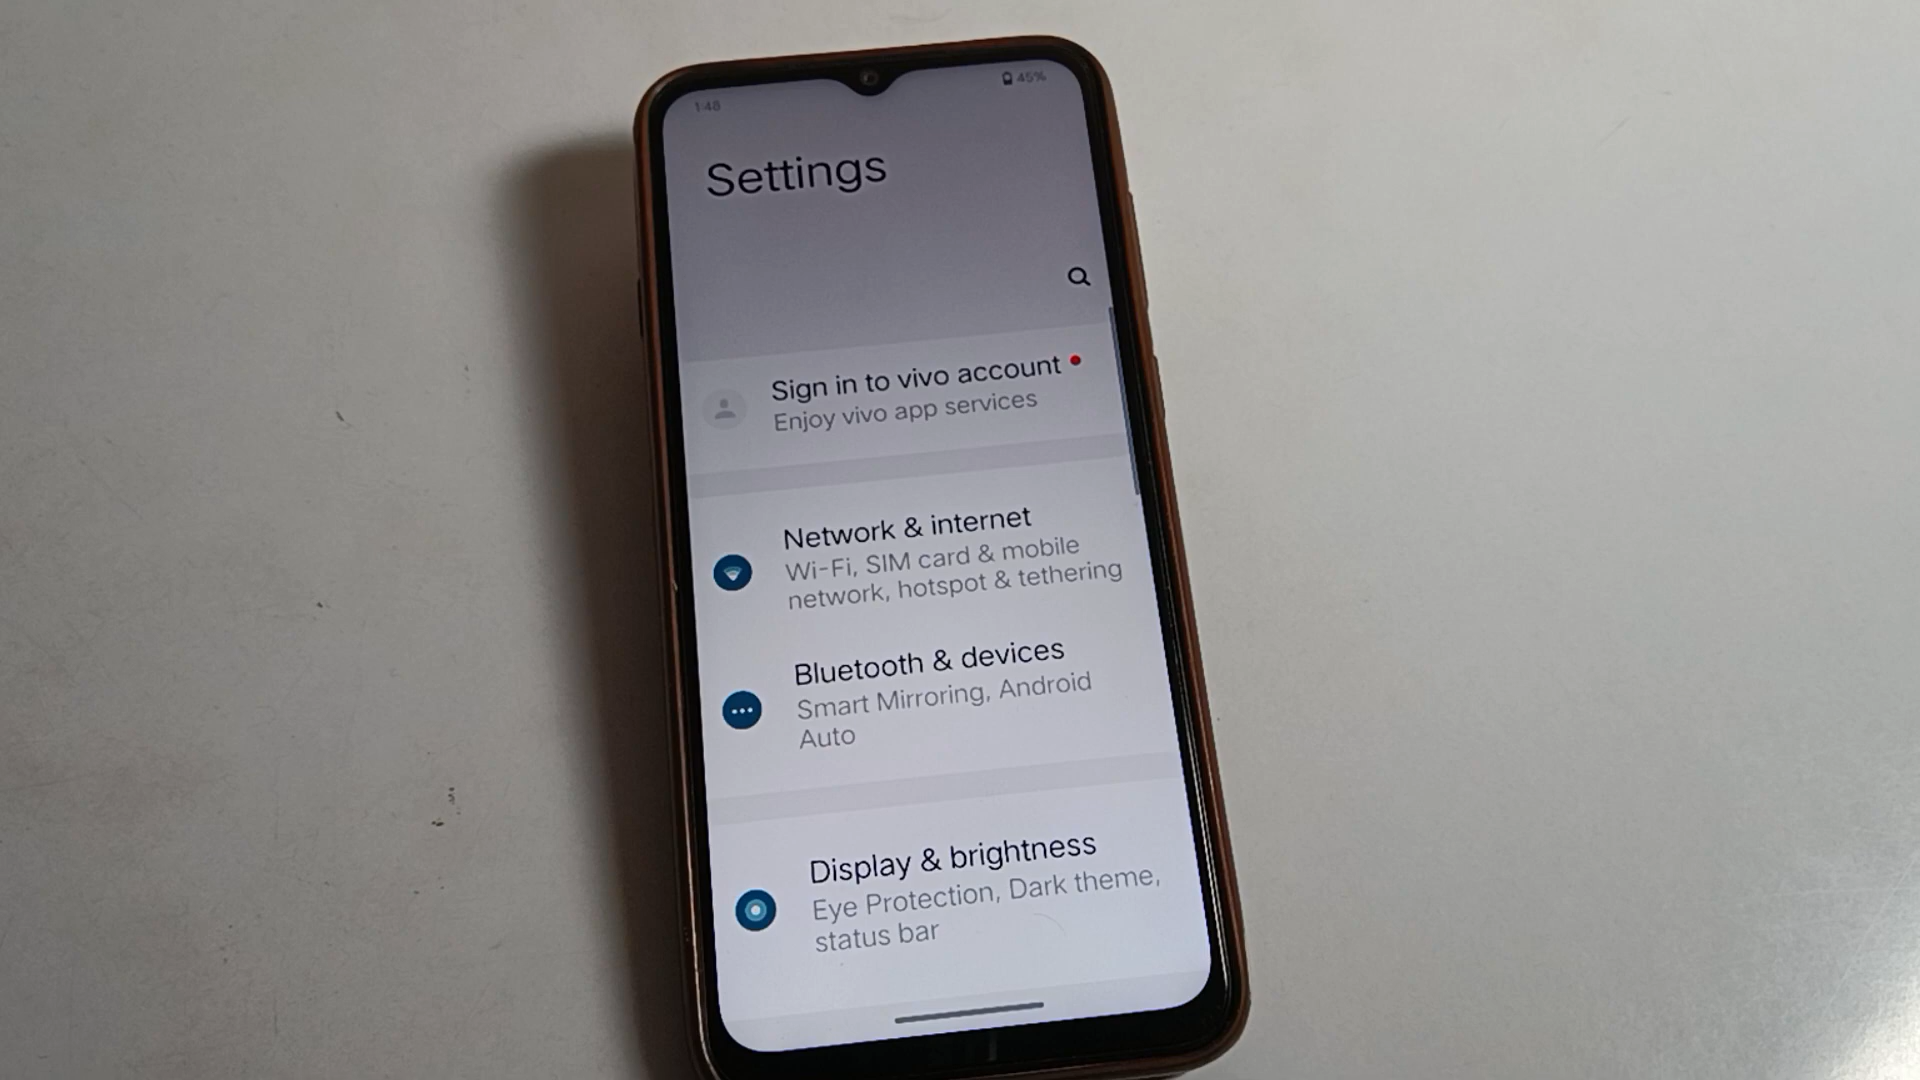 1:48
45%
Settings
Sign in to vivo account
Enjoy vivo app services
Network & internet
Wi-Fi, SIM card & mobile
network, hotspot & tethering
Bluetooth & devices
Smart Mirroring, Android
Auto
Display & brightness
Eye Protection, Dark theme,
status bar